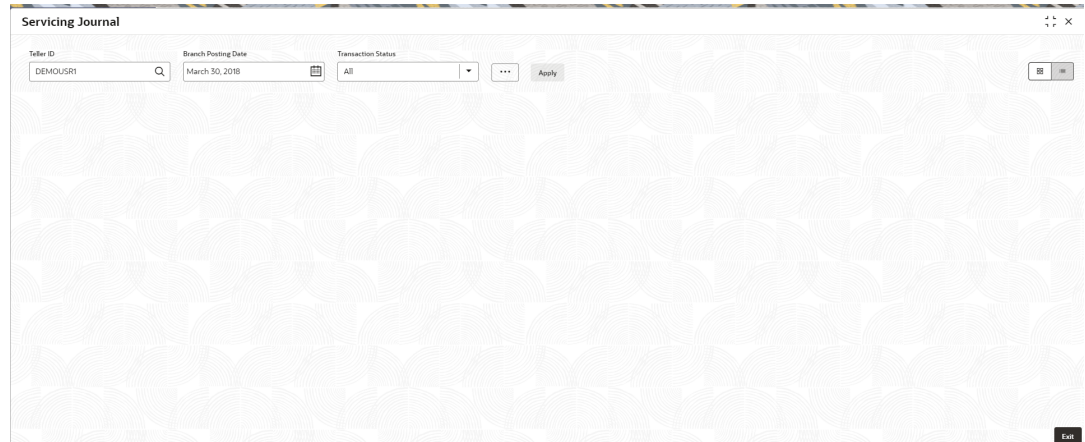 Servicing Journal
Teller ID
Branch Posting Date
Transaction Status
DEMOUSR1
March 30, 2018
All
...
Apply
Exit